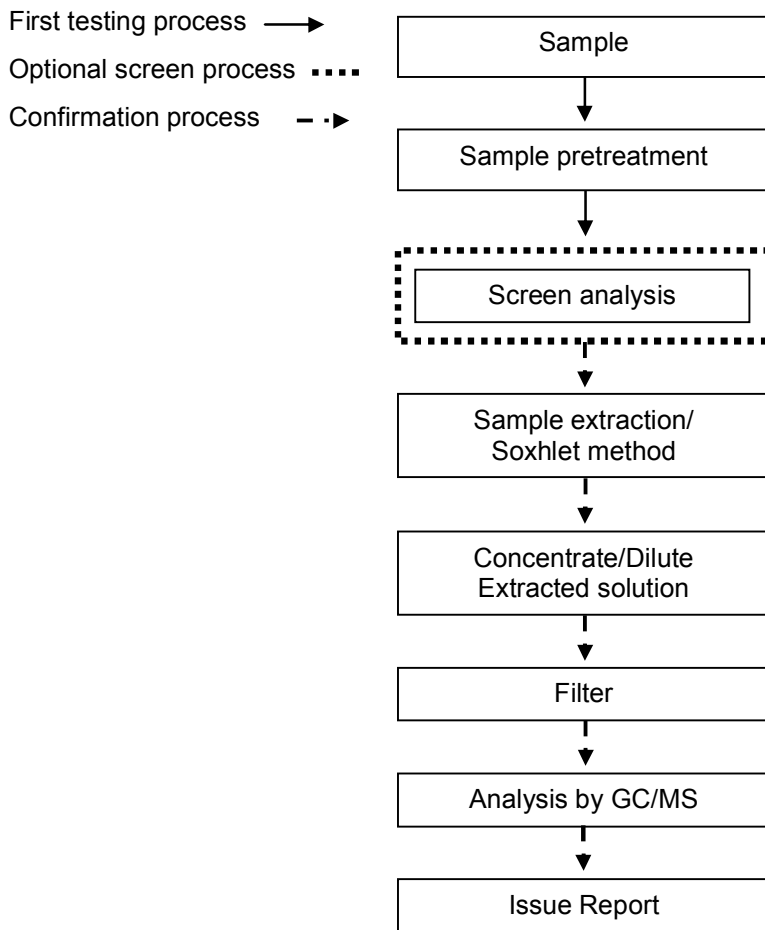 First testing process
Optional screen process
Confirmation process
Sample
Sample pretreatment
Screen analysis
Sample extraction/
Soxhlet method
Concentrate/Dilute
Extracted solution
Filter
Analysis by GC/MS
Issue Report